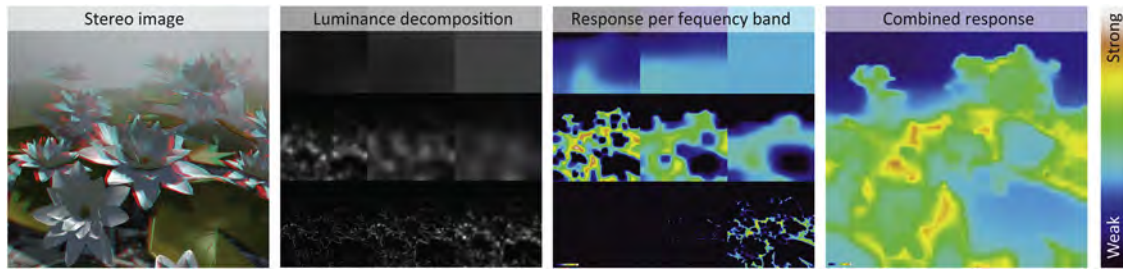 Stereo image
Luminance decomposition
Response per fequency band
Combined response
Strong
Weak